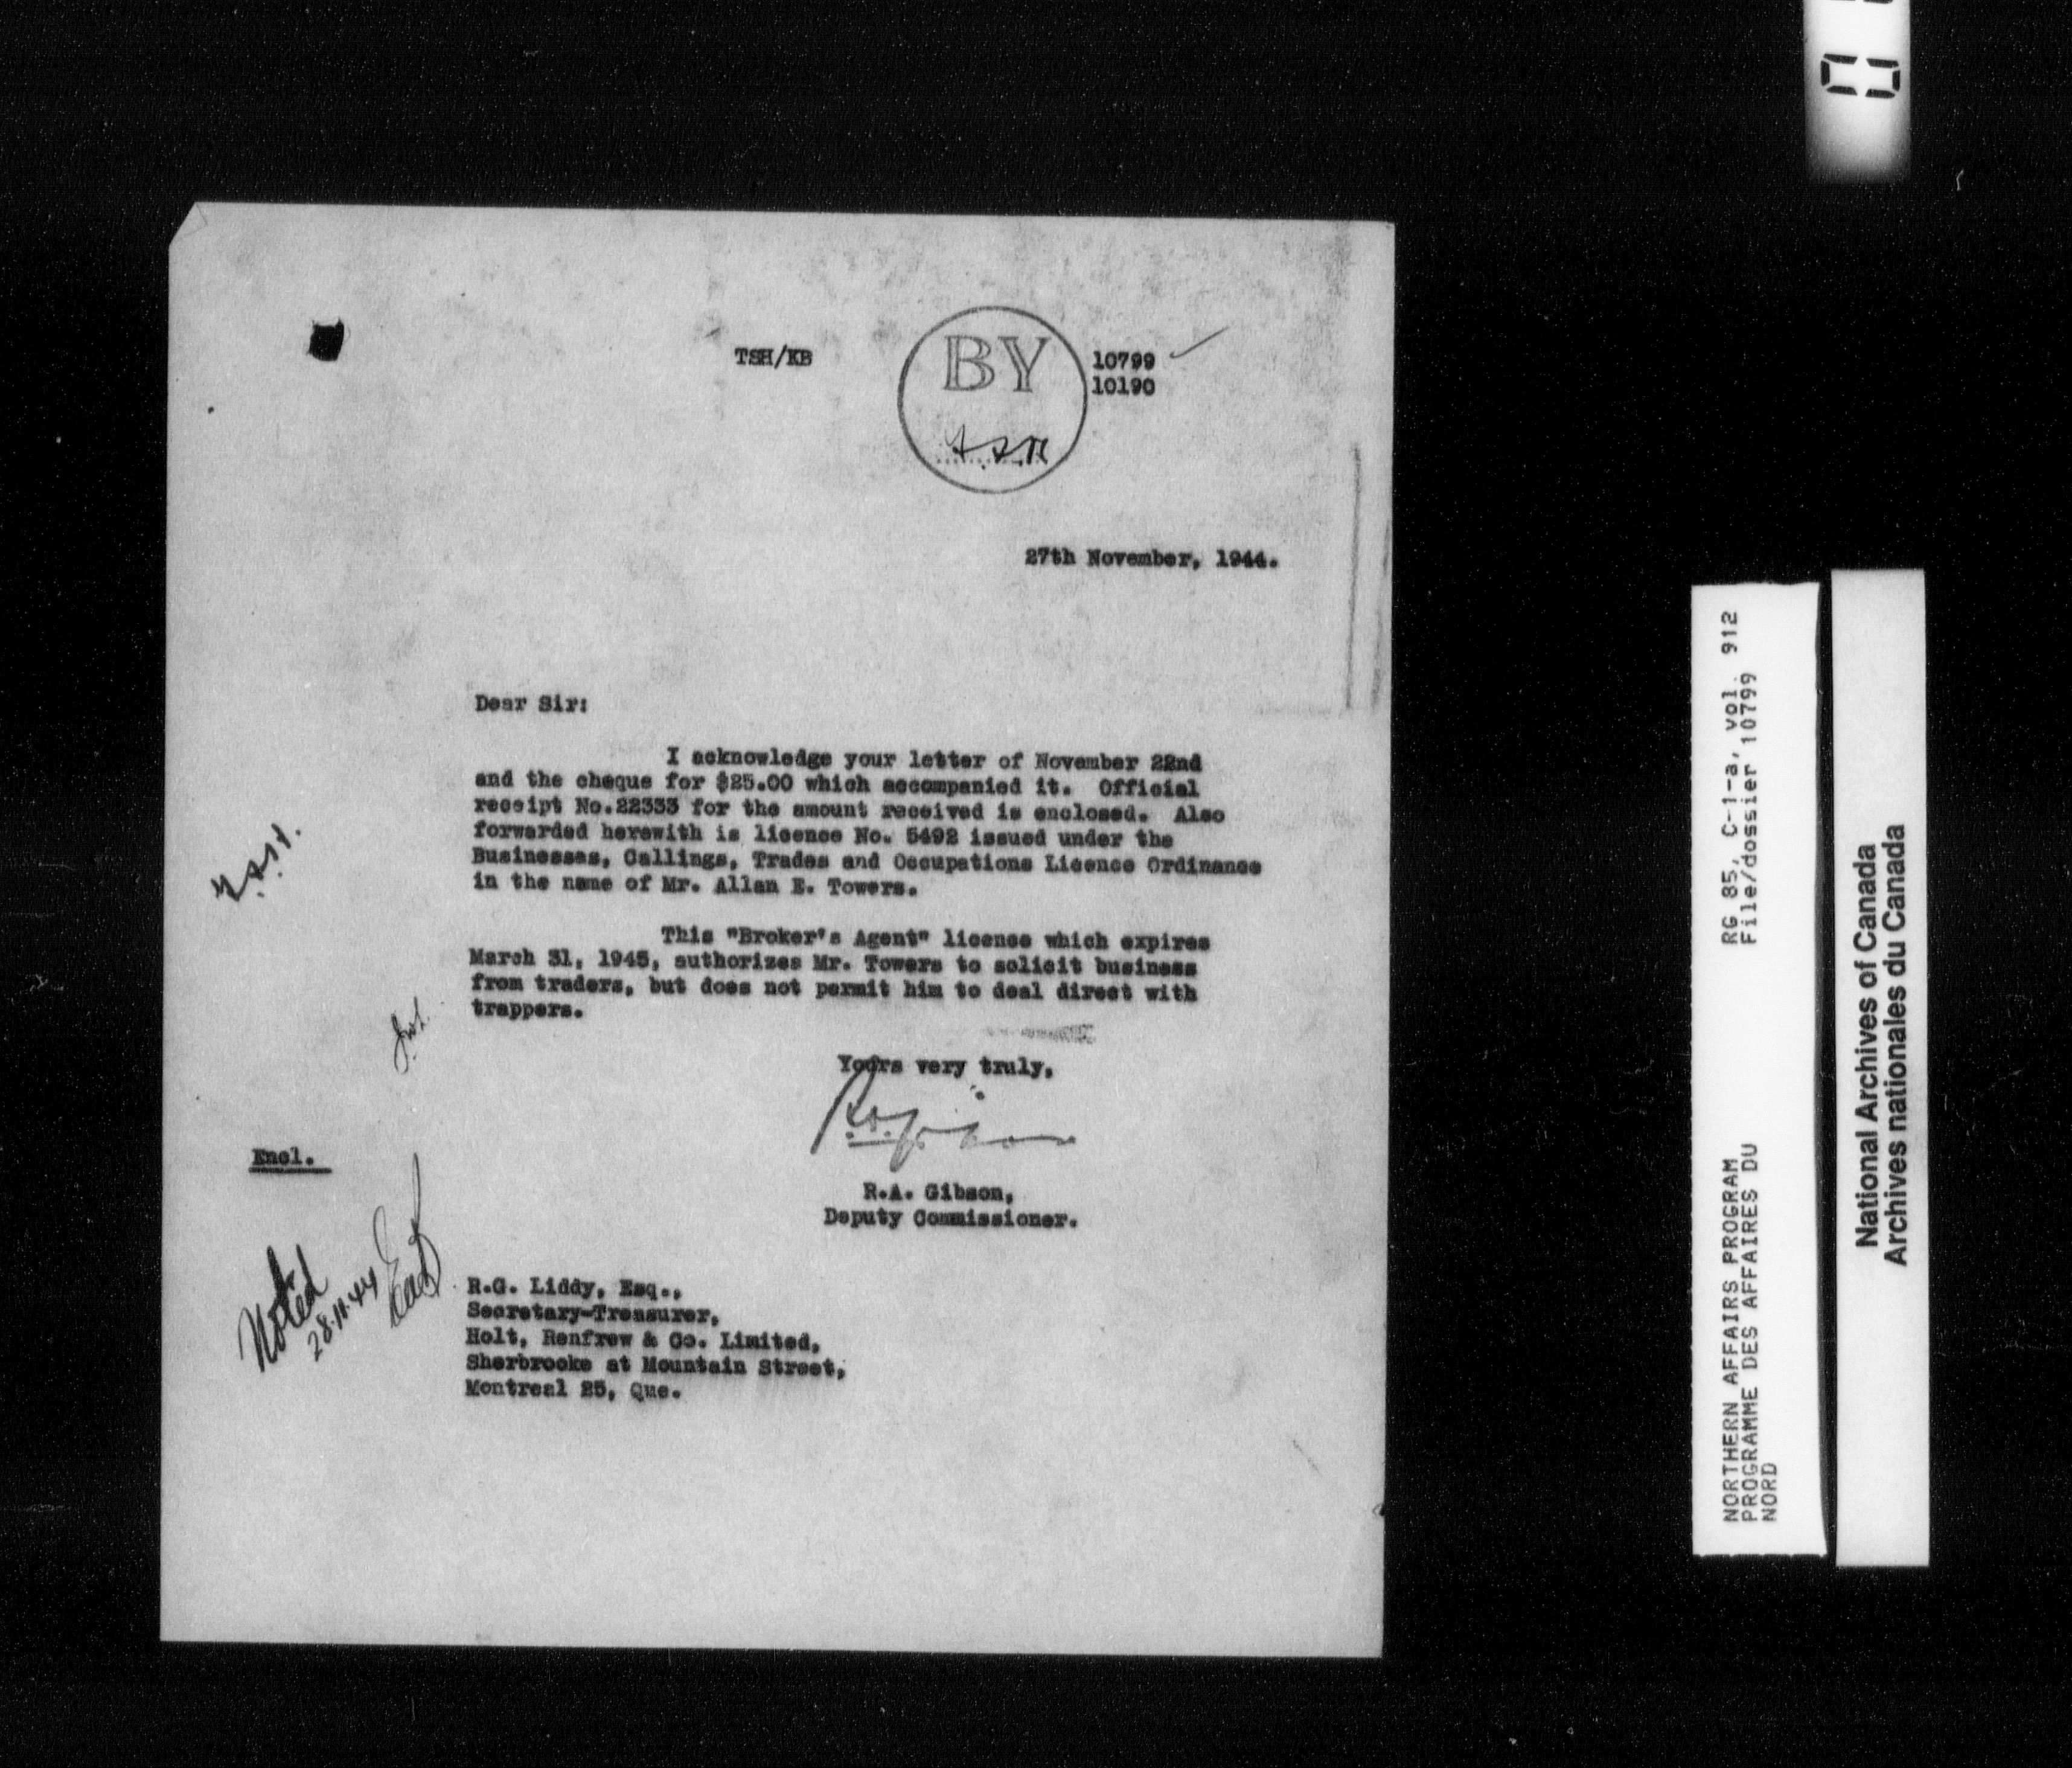 TSH/KB
BY
10799
10190
27th November, 1944.
Dear Sir:
I acknowledge your letter of November 22nd
and the cheque for $25.00 which accompanied it. Official
receipt No.22333 for the amount received is enclosed. Also
forwarded herewith is licence No. 5492 issued under the
Businesses, Callings, Trades and Occupations Licence Ordinance
in the name of Mr. Allan E. Towers.
This "Broker's Agent" license which expires
March 31, 1945, authorizes Mr. Towers to solicit business
from traders, but does not permit him to deal direct with
trappers.
Yours very truly,
R.A. Gibson
R.A. Gibson,
Deputy Commissioner.
Encl.
Noted
28.11.44
R.G. Liddy, Esq.,
Secretary-Treasurer,
Holt, Renfrew & Co. Limited,
Sherbrooke at Mountain Street,
Montreal 25, Que.
RG 85, C-1-a, vol. 912
File/dossier 10799
NORTHERN AFFAIRS PROGRAM
PROGRAMME DES AFFAIRES DU
NORD
National Archives of Canada
Archives nationales du Canada